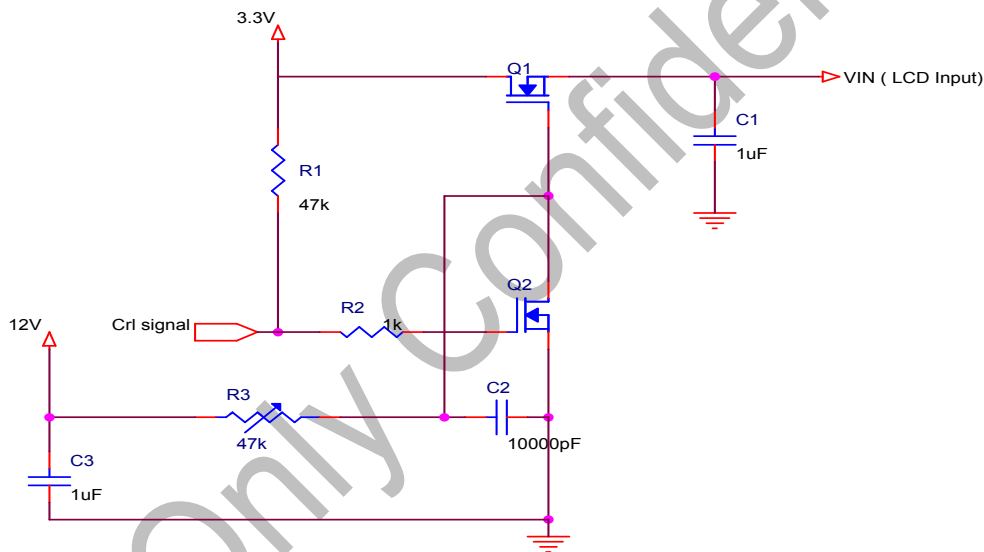 3.3V
Q1
VIN ( LCD Input)
C1
1uF
R1
47k
Q2
R2
1k
12V
Crl signal
R3
47k
C2
10000pF
C3
1uF
Only Confiden